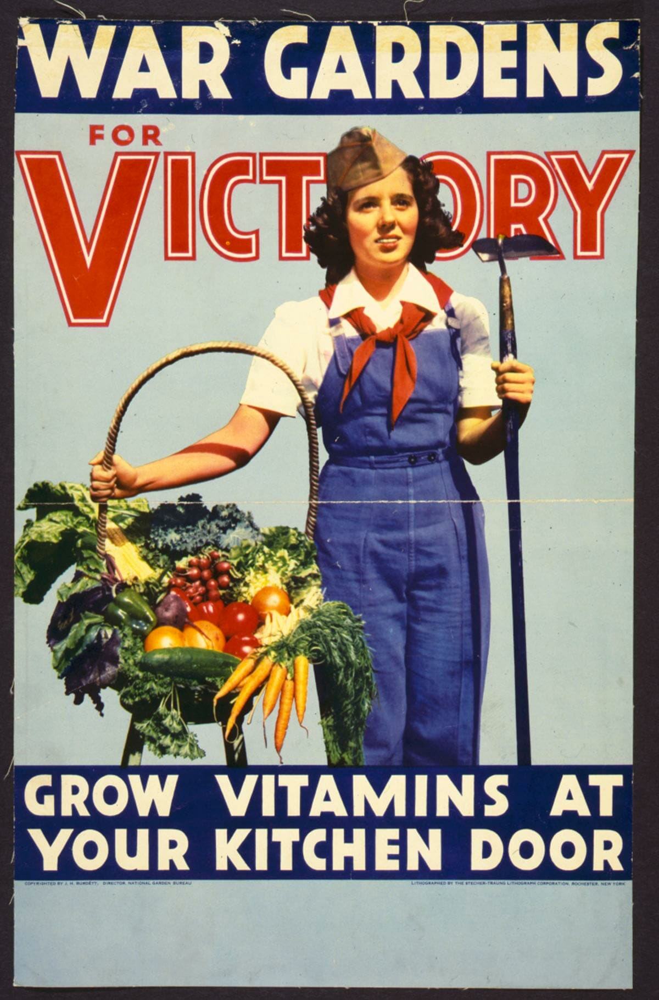 WAR GARDENS
FOR
VICTORY
GROW VITAMINS AT
YOUR KITCHEN DOOR
COPYRIGHTED BY J. H. BURDETT, DIRECTOR, NATIONAL GARDEN BUREAU
LITHOGRAPHED BY THE STECHER-TRAUNG LITHOGRAPH CORPORATION, ROCHESTER, NEW YORK